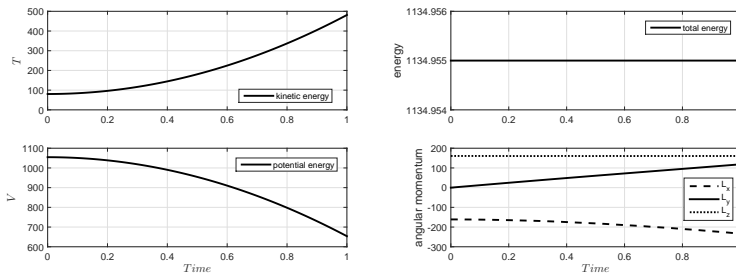 500
400
300
200
100
0
T
0 0.2 0.4 0.6 0.8 1
kinetic energy
1100
1000
900
800
700
600
V
potential energy
0 0.2 0.4 0.6 0.8 1
Time
1134.956
1134.955
1134.954
energy
total energy
0 0.2 0.4 0.6 0.8
200
100
0
-100
-200
-300
angular momentum
L_x
L_y
L_z
0 0.2 0.4 0.6 0.8
Time